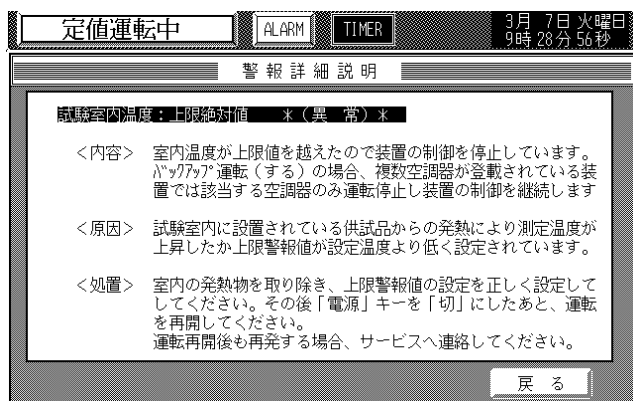 定値運転中 ALARM TIMER 3月 7日火曜日
9時28分56秒
警報詳細説明
試験室内温度：上限絶対値 ＊（異 常）＊
＜内容＞ 室内温度が上限値を越えたので装置の制御を停止しています。
ﾊﾞｯｸｱｯﾌﾟ運転（する）の場合、複数空調器が登載されている装
置では該当する空調器のみ運転停止し装置の制御を継続します
＜原因＞ 試験室内に設置されている供試品からの発熱により測定温度が
上昇したか上限警報値が設定温度より低く設定されています。
＜処置＞ 室内の発熱物を取り除き、上限警報値の設定を正しく設定して
してください。その後「電源」キーを「切」にしたあと、運転
を再開してください。
運転再開後も再発する場合、サービスへ連絡してください。
戻 る